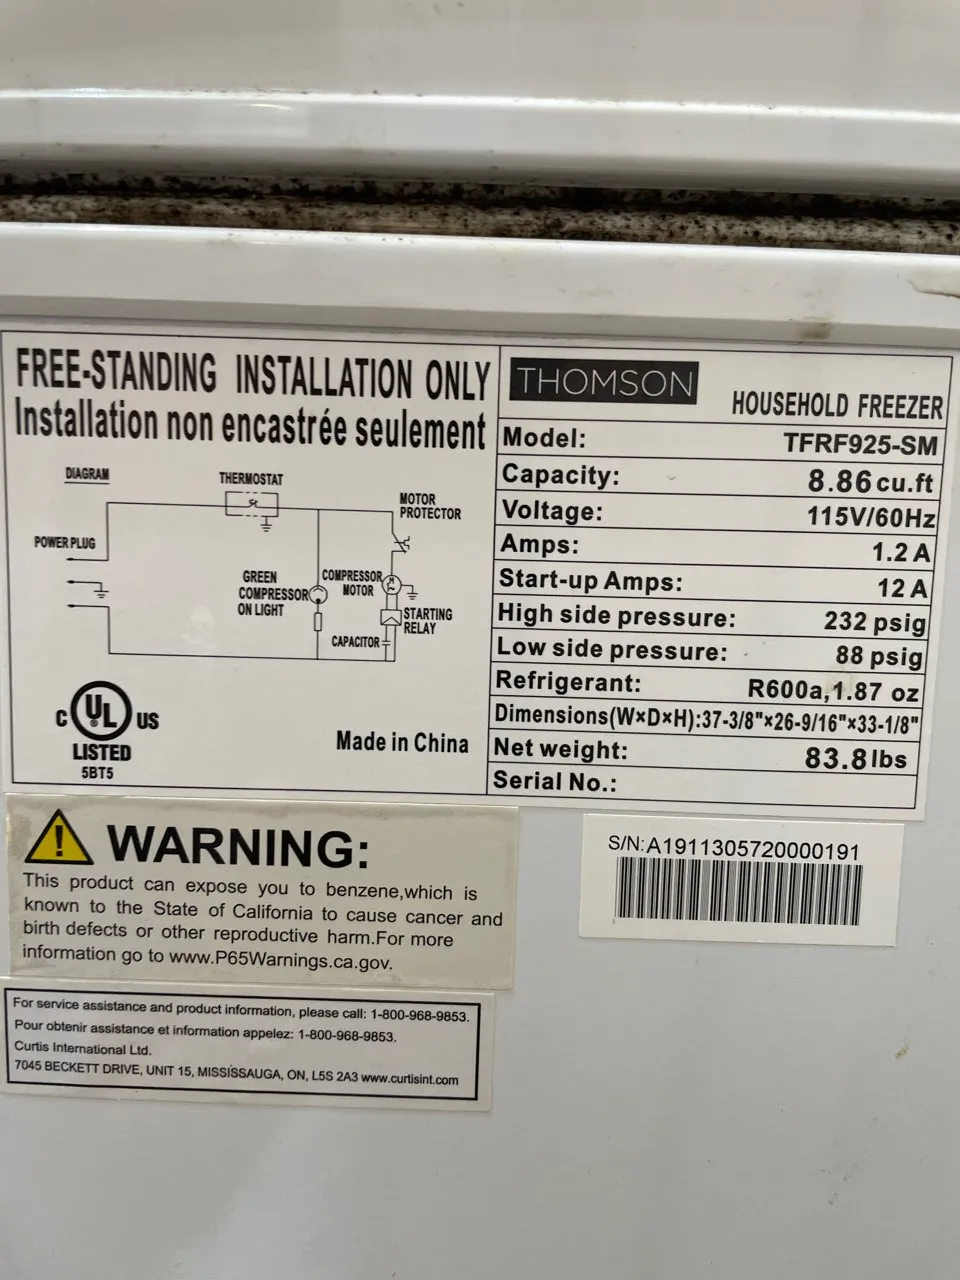 FREE-STANDING INSTALLATION ONLY
Installation non encastrée seulement
DIAGRAM
THERMOSTAT
MOTOR
PROTECTOR
POWER PLUG
GREEN
COMPRESSOR
ON LIGHT
COMPRESSOR
MOTOR
STARTING
RELAY
CAPACITOR
C UL US
LISTED
5BT5
Made in China
THOMSON
HOUSEHOLD FREEZER
Model: TFRF925-SM
Capacity: 8.86 cu.ft
Voltage: 115V/60Hz
Amps: 1.2 A
Start-up Amps: 12 A
High side pressure: 232 psig
Low side pressure: 88 psig
Refrigerant: R600a,1.87 oz
Dimensions(W×D×H):37-3/8"×26-9/16"×33-1/8"
Net weight: 83.8lbs
Serial No.:
S/N:A1911305720000191
WARNING:
This product can expose you to benzene,which is
known to the State of California to cause cancer and
birth defects or other reproductive harm.For more
information go to www.P65Warnings.ca.gov.
For service assistance and product information, please call: 1-800-968-9853.
Pour obtenir assistance et information appelez: 1-800-968-9853.
Curtis International Ltd.
7045 BECKETT DRIVE, UNIT 15, MISSISSAUGA, ON, L5S 2A3 www.curtisint.com